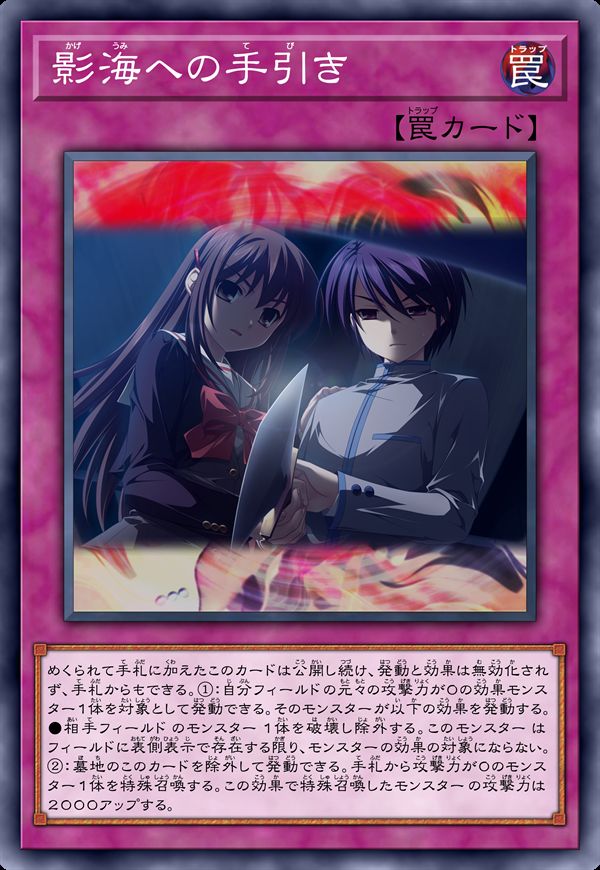 影海への手引き
罠
【罠カード】
めくられて手札に加えたこのカードは公開し続け、発動と効果は無効化され
ず、手札からもできる。①:自分フィールドの元々の攻撃力が0の効果モンス
ター1体を対象として発動できる。そのモンスターが以下の効果を発動する。
●相手フィールドのモンスター1体を破壊し除外する。このモンスターは
フィールドに表側表示で存在する限り、モンスターの効果の対象にならない。
②:墓地のこのカードを除外して発動できる。手札から攻撃力が0のモンス
ター1体を特殊召喚する。この効果で特殊召喚したモンスターの攻撃力は
2000アップする。